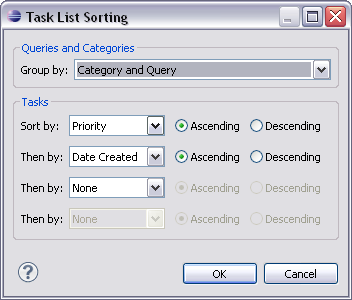 Task List Sorting
Queries and Categories
Group by: Category and Query
Tasks
Sort by: Priority Ascending Descending
Then by: Date Created Ascending Descending
Then by: None Ascending Descending
Then by: None Ascending Descending
? OK Cancel